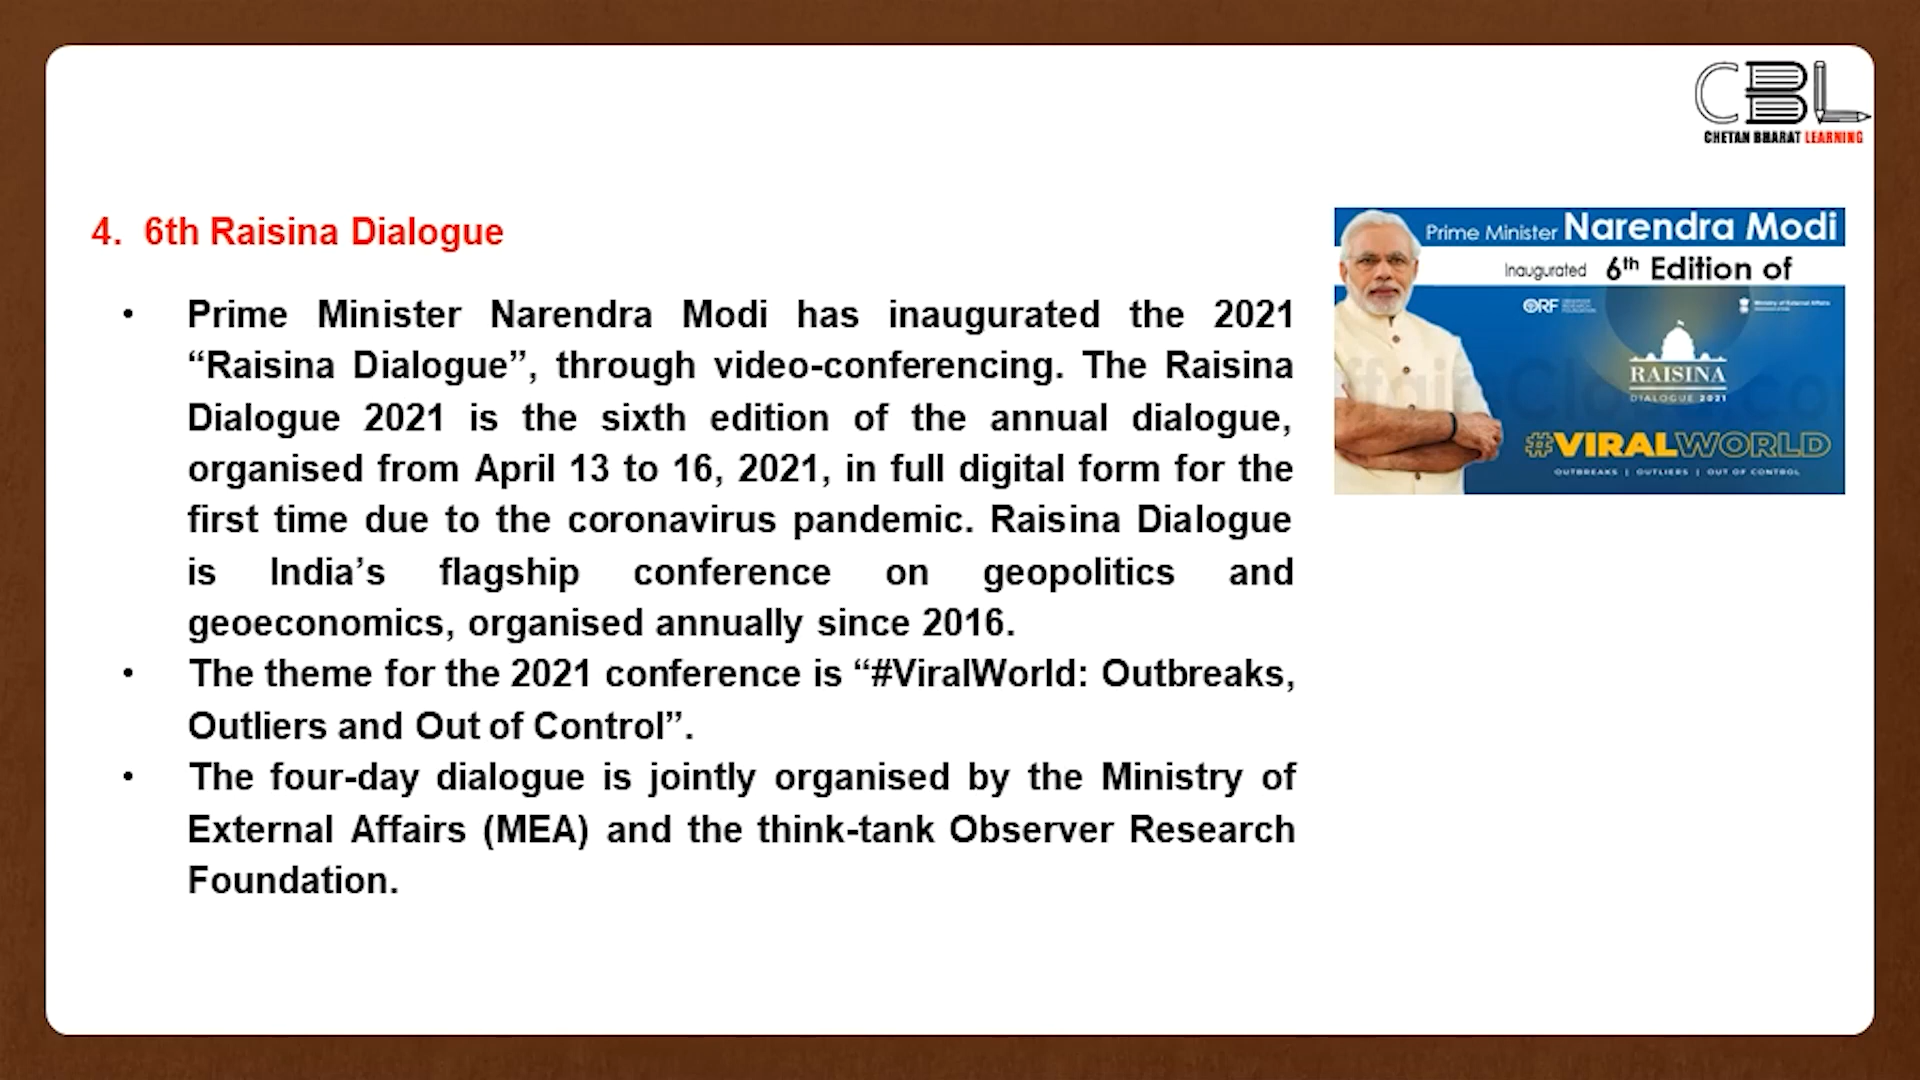 CBL
CHETAN BHARAT LEARNING
4. 6th Raisina Dialogue
• Prime Minister Narendra Modi has inaugurated the 2021
“Raisina Dialogue”, through video-conferencing. The Raisina
Dialogue 2021 is the sixth edition of the annual dialogue,
organised from April 13 to 16, 2021, in full digital form for the
first time due to the coronavirus pandemic. Raisina Dialogue
is India’s flagship conference on geopolitics and
geoeconomics, organised annually since 2016.
• The theme for the 2021 conference is “#ViralWorld: Outbreaks,
Outliers and Out of Control”.
• The four-day dialogue is jointly organised by the Ministry of
External Affairs (MEA) and the think-tank Observer Research
Foundation.
Prime Minister Narendra Modi
Inaugurated 6th Edition of
ORF
Ministry of External Affairs
RAISINA
DIALOGUE 2021
#VIRALWORLD
OUTBREAKS | OUTLIERS | OUT OF CONTROL